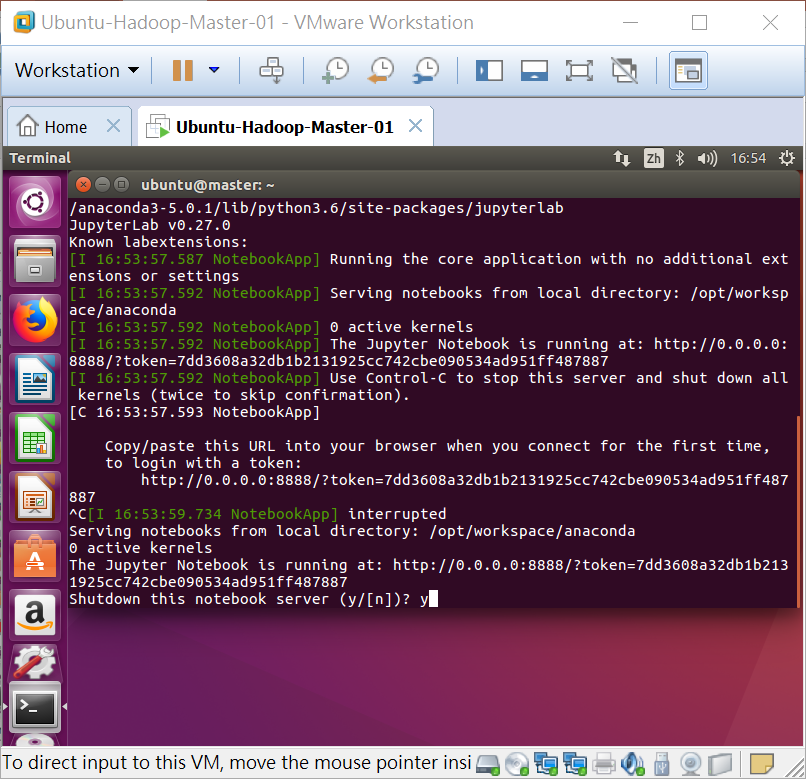 Ubuntu-Hadoop-Master-01 - VMware Workstation
Workstation
Home
Ubuntu-Hadoop-Master-01
Terminal
Zh
16:54
ubuntu@master: ~
/anaconda3-5.0.1/lib/python3.6/site-packages/jupyterlab
JupyterLab v0.27.0
Known labextensions:
[I 16:53:57.587 NotebookApp] Running the core application with no additional ext
ensions or settings
[I 16:53:57.592 NotebookApp] Serving notebooks from local directory: /opt/worksp
ace/anaconda
[I 16:53:57.592 NotebookApp] 0 active kernels
[I 16:53:57.592 NotebookApp] The Jupyter Notebook is running at: http://0.0.0.0:
8888/?token=7dd3608a32db1b2131925cc742cbe090534ad951ff487887
[I 16:53:57.592 NotebookApp] Use Control-C to stop this server and shut down all
kernels (twice to skip confirmation).
[C 16:53:57.593 NotebookApp]
Copy/paste this URL into your browser when you connect for the first time,
to login with a token:
http://0.0.0.0:8888/?token=7dd3608a32db1b2131925cc742cbe090534ad951ff487
887
^C[I 16:53:59.734 NotebookApp] interrupted
Serving notebooks from local directory: /opt/workspace/anaconda
0 active kernels
The Jupyter Notebook is running at: http://0.0.0.0:8888/?token=7dd3608a32db1b213
1925cc742cbe090534ad951ff487887
Shutdown this notebook server (y/[n])? y
To direct input to this VM, move the mouse pointer insi